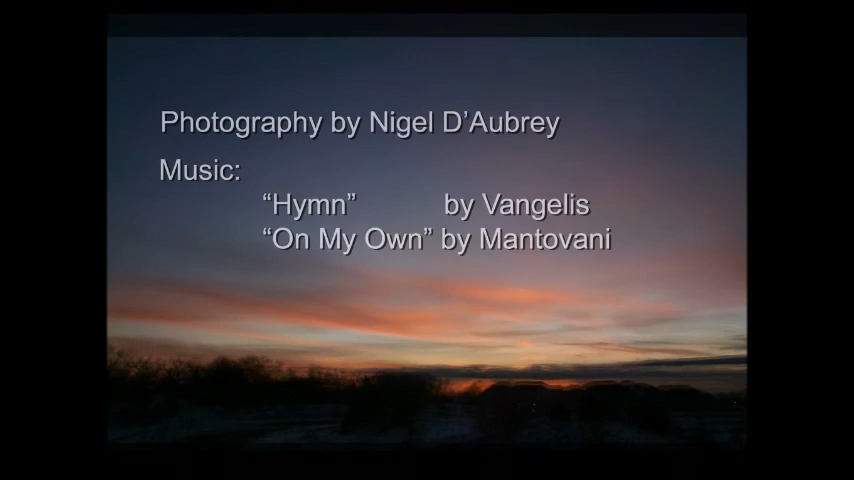 Photography by Nigel D’Aubrey
Music:
“Hymn” by Vangelis
“On My Own” by Mantovani